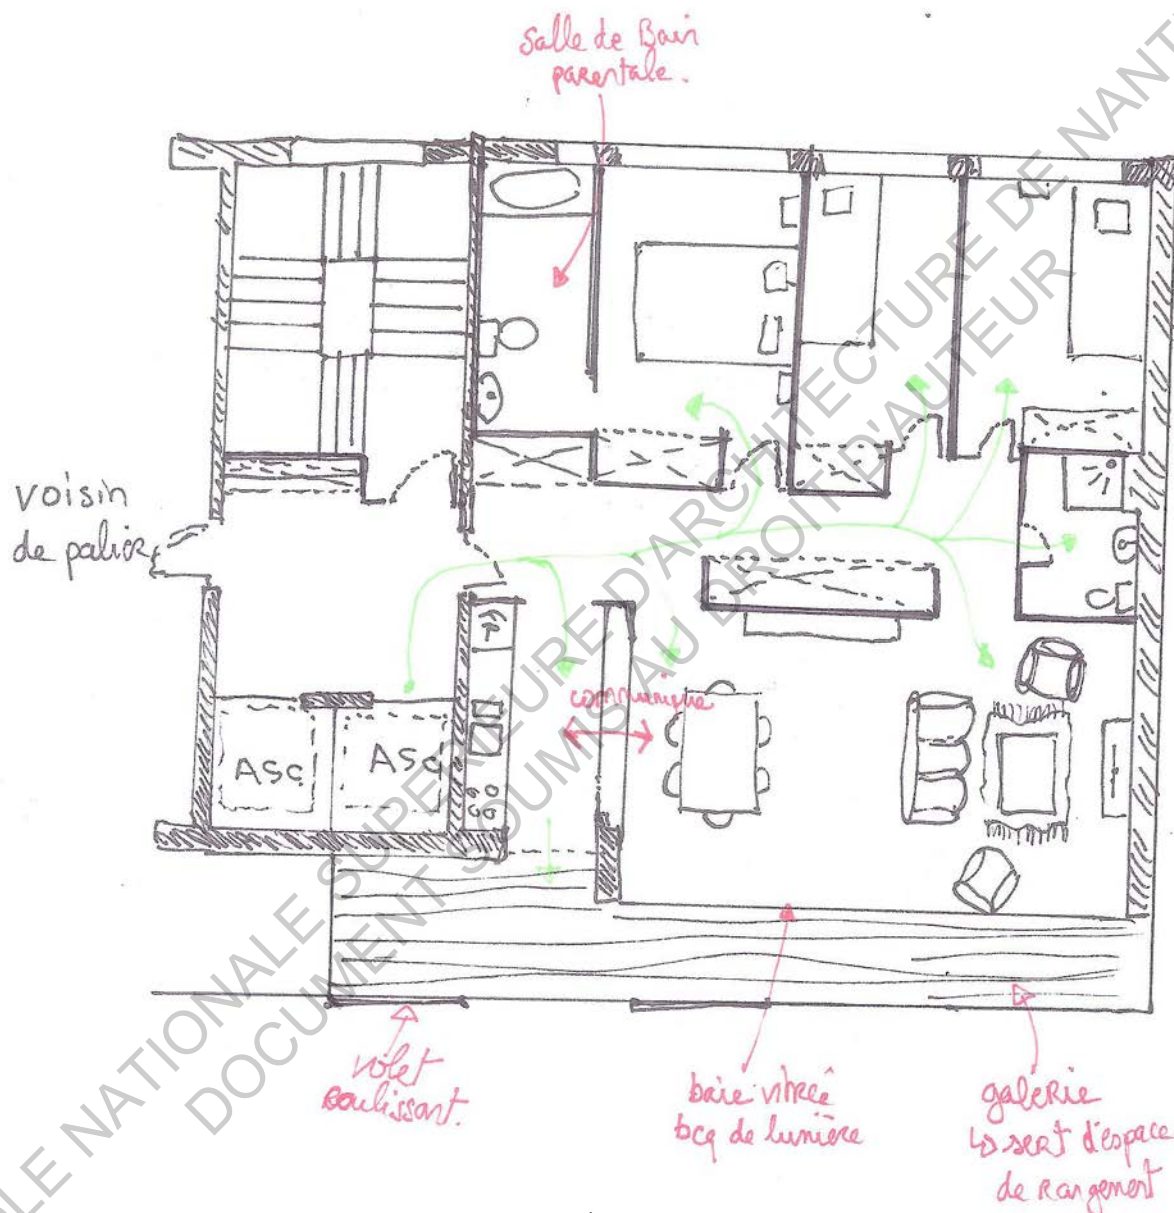 Salle de Bain
parentale.
voisin
de palier
communique
ASC
ASC
volet
coulissant.
baie vitrée
bcq de lumière
galerie
↳ sert d'espace
de rangement
ÉCOLE NATIONALE SUPERIEURE D'ARCHITECTURE DE NANTES
DOCUMENT SOUMIS AU DROIT D'AUTEUR